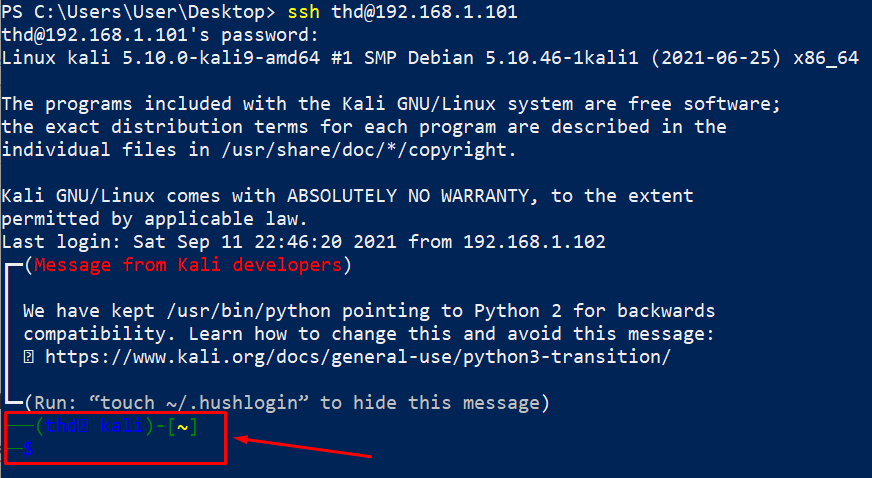 PS C:\Users\User\Desktop> ssh thd@192.168.1.101
thd@192.168.1.101's password:
Linux kali 5.10.0-kali9-amd64 #1 SMP Debian 5.10.46-1kali1 (2021-06-25) x86_64
The programs included with the Kali GNU/Linux system are free software;
the exact distribution terms for each program are described in the
individual files in /usr/share/doc/*/copyright.
Kali GNU/Linux comes with ABSOLUTELY NO WARRANTY, to the extent
permitted by applicable law.
Last login: Sat Sep 11 22:46:20 2021 from 192.168.1.102
┏━(Message from Kali developers)
┃ We have kept /usr/bin/python pointing to Python 2 for backwards
┃ compatibility. Learn how to change this and avoid this message:
┃ ⍰ https://www.kali.org/docs/general-use/python3-transition/
┗━(Run: “touch ~/.hushlogin” to hide this message)
──(thd⍰kali)-[~]
─$